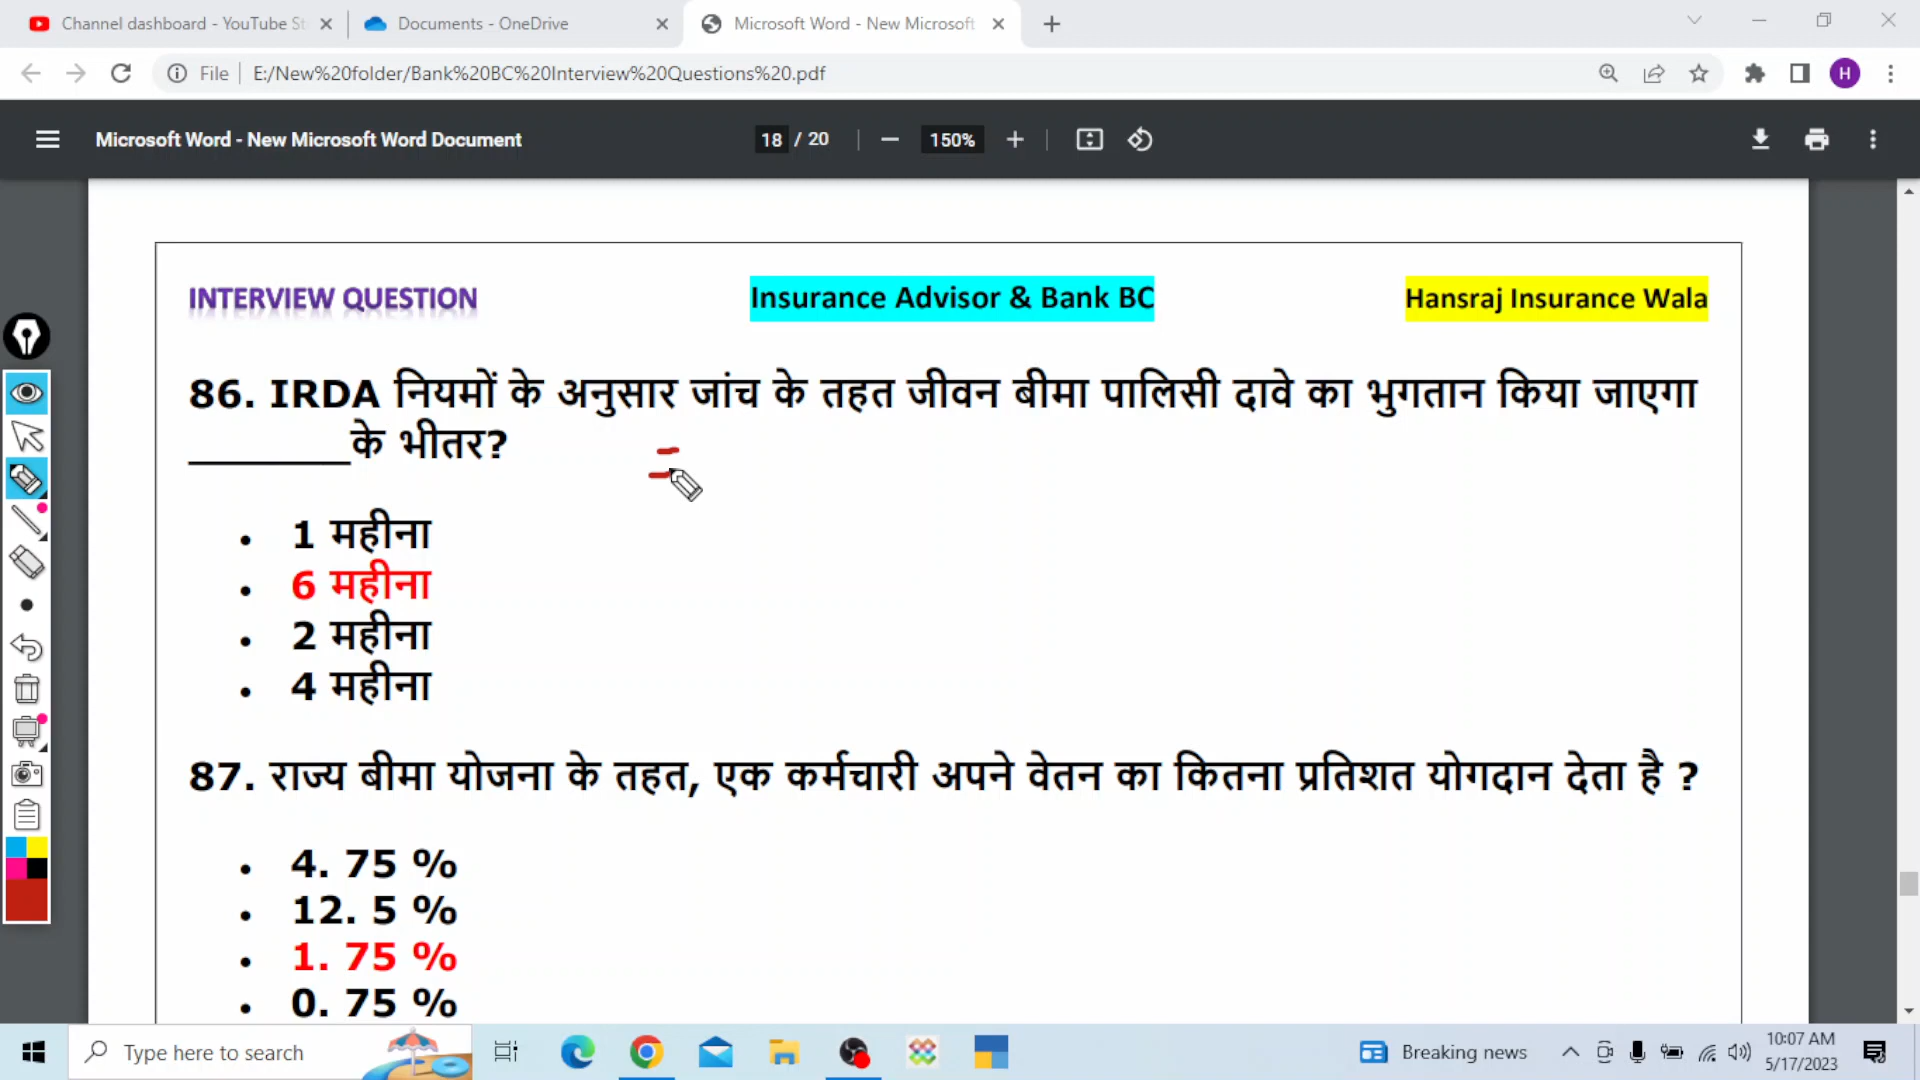 Channel dashboard - YouTube St
Documents - OneDrive
Microsoft Word - New Microsoft
File
E:/New%20folder/Bank%20BC%20Interview%20Questions%20.pdf
H
Microsoft Word - New Microsoft Word Document
18 / 20
150%
INTERVIEW QUESTION
Insurance Advisor & Bank BC
Hansraj Insurance Wala
86. IRDA नियमों के अनुसार जांच के तहत जीवन बीमा पालिसी दावे का भुगतान किया जाएगा
________के भीतर?
• 1 महीना
• 6 महीना
• 2 महीना
• 4 महीना
87. राज्य बीमा योजना के तहत, एक कर्मचारी अपने वेतन का कितना प्रतिशत योगदान देता है ?
• 4. 75 %
• 12. 5 %
• 1. 75 %
• 0. 75 %
Type here to search
Breaking news
10:07 AM
5/17/2023